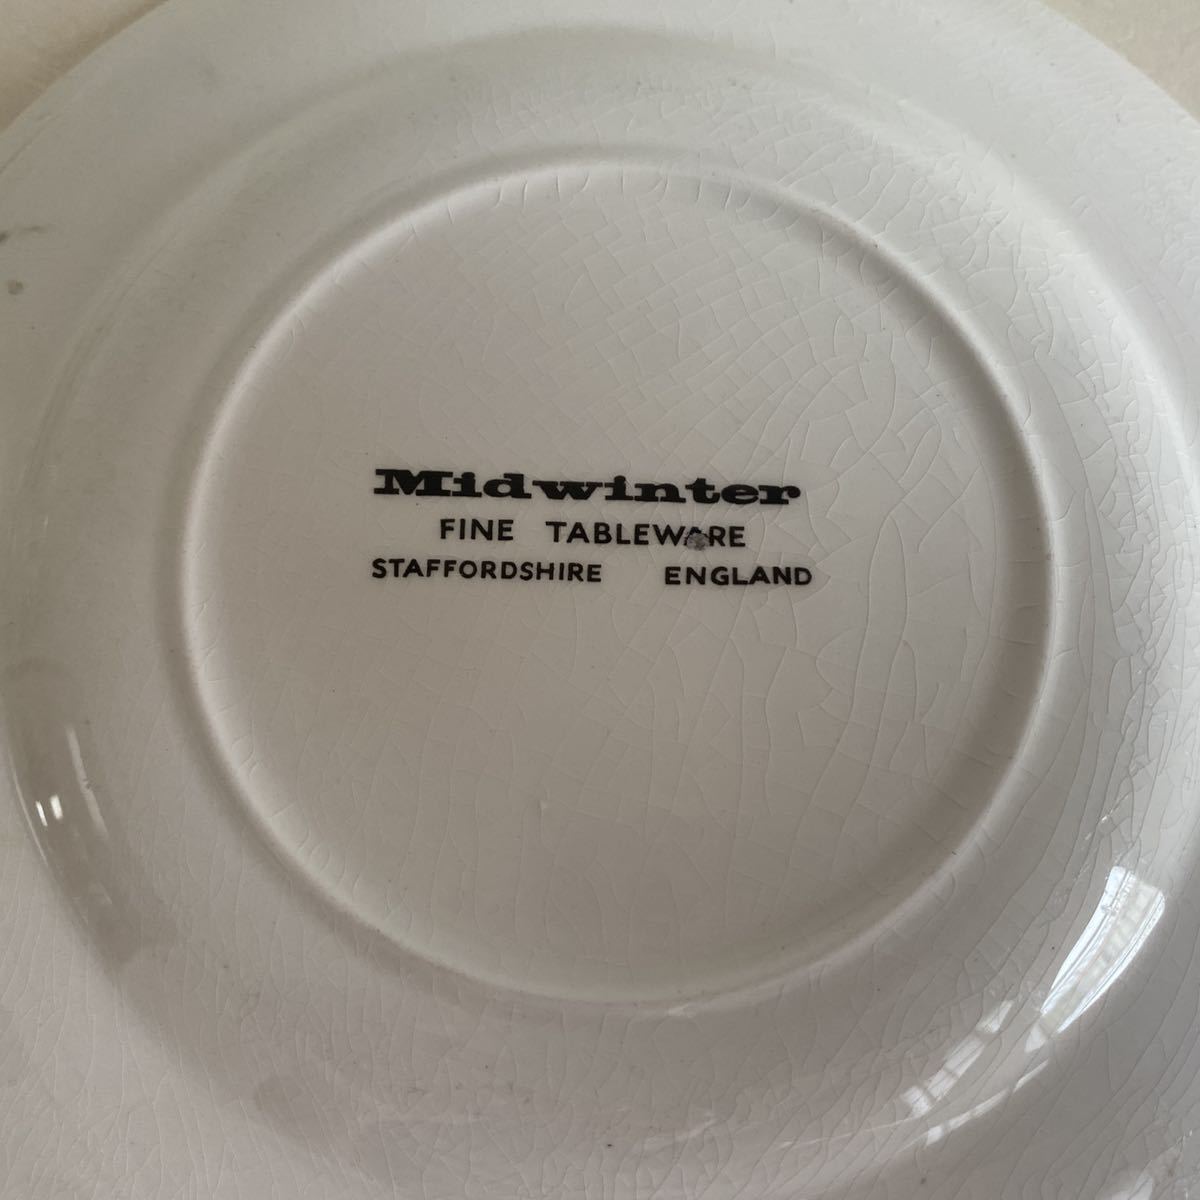 Midwinter
FINE TABLEWARE
STAFFORDSHIRE ENGLAND